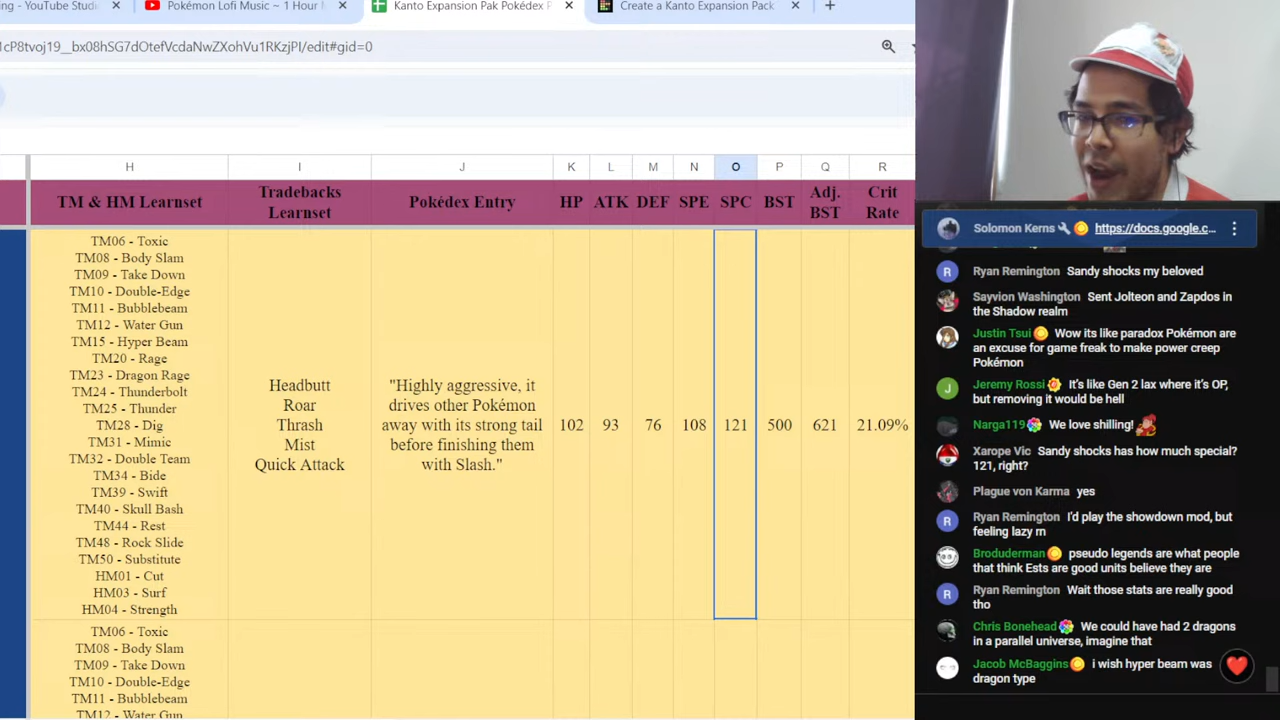 ng - YouTube Studi
Pokémon Lofi Music ~ 1 Hour
Kanto Expansion Pak Pokédex P
Create a Kanto Expansion Pack
1cP8tvoj19__bx08hSG7dOtefVcdaNwZXohVu1RKzjPI/edit#gid=0
H I J K L M N O P Q R
TM & HM Learnset
Tradebacks
Learnset
Pokédex Entry
HP ATK DEF SPE SPC BST
Adj.
BST
Crit
Rate
TM06 - Toxic
TM08 - Body Slam
TM09 - Take Down
TM10 - Double-Edge
TM11 - Bubblebeam
TM12 - Water Gun
TM15 - Hyper Beam
TM20 - Rage
TM23 - Dragon Rage
TM24 - Thunderbolt
TM25 - Thunder
TM28 - Dig
TM31 - Mimic
TM32 - Double Team
TM34 - Bide
TM39 - Swift
TM40 - Skull Bash
TM44 - Rest
TM48 - Rock Slide
TM50 - Substitute
HM01 - Cut
HM03 - Surf
HM04 - Strength
Headbutt
Roar
Thrash
Mist
Quick Attack
"Highly aggressive, it
drives other Pokémon
away with its strong tail
before finishing them
with Slash."
102 93 76 108 121 500 621 21.09%
TM06 - Toxic
TM08 - Body Slam
TM09 - Take Down
TM10 - Double-Edge
TM11 - Bubblebeam
TM12 - Water Gun
Solomon Kerns https://docs.google.c...
Ryan Remington Sandy shocks my beloved
Sayvion Washington Sent Jolteon and Zapdos in
the Shadow realm
Justin Tsui Wow its like paradox Pokémon are
an excuse for game freak to make power creep
Pokémon
Jeremy Rossi It's like Gen 2 lax where it's OP,
but removing it would be hell
Narga119 We love shilling!
Xarope Vic Sandy shocks has how much special?
121, right?
Plague von Karma yes
Ryan Remington I'd play the showdown mod, but
feeling lazy rn
Broduderman pseudo legends are what people
that think Ests are good units believe they are
Ryan Remington Wait those stats are really good
tho
Chris Bonehead We could have had 2 dragons
in a parallel universe, imagine that
Jacob McBaggins i wish hyper beam was
dragon type